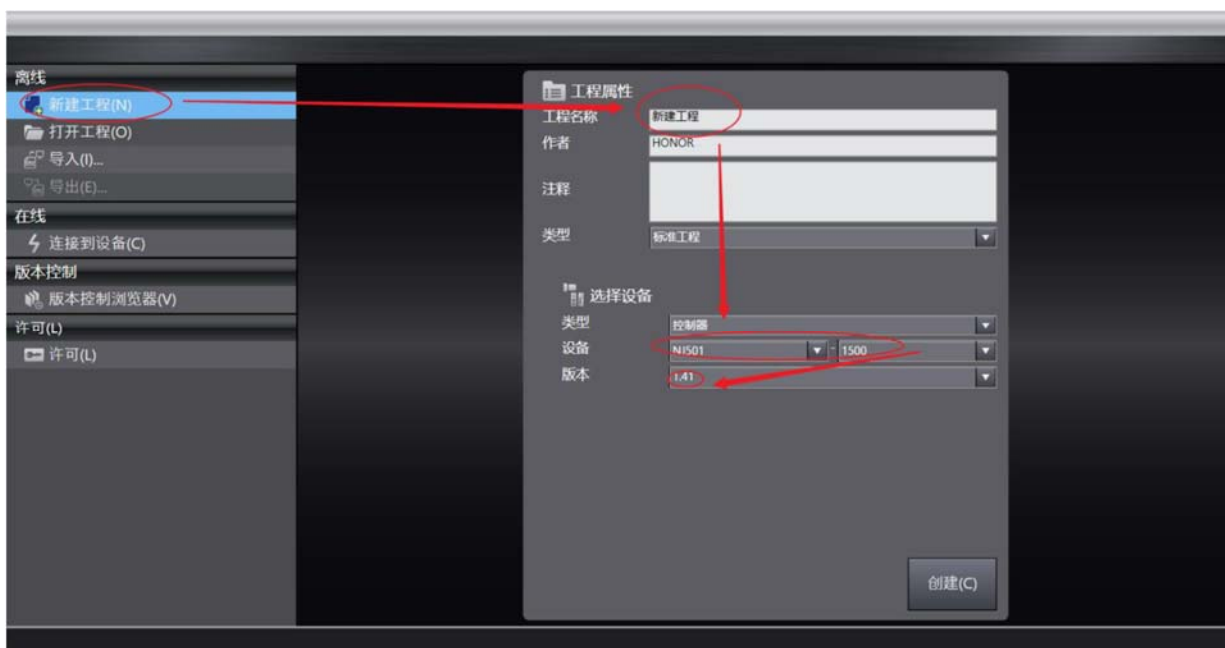 离线
新建工程(N)
打开工程(O)
导入(I)...
导出(E)...
在线
连接到设备(C)
版本控制
版本控制浏览器(V)
许可(L)
许可(L)
工程属性
工程名称 新建工程
作者 HONOR
注释
类型 标准工程
选择设备
类型 控制器
设备 NJ501 - 1500
版本 1.41
创建(C)